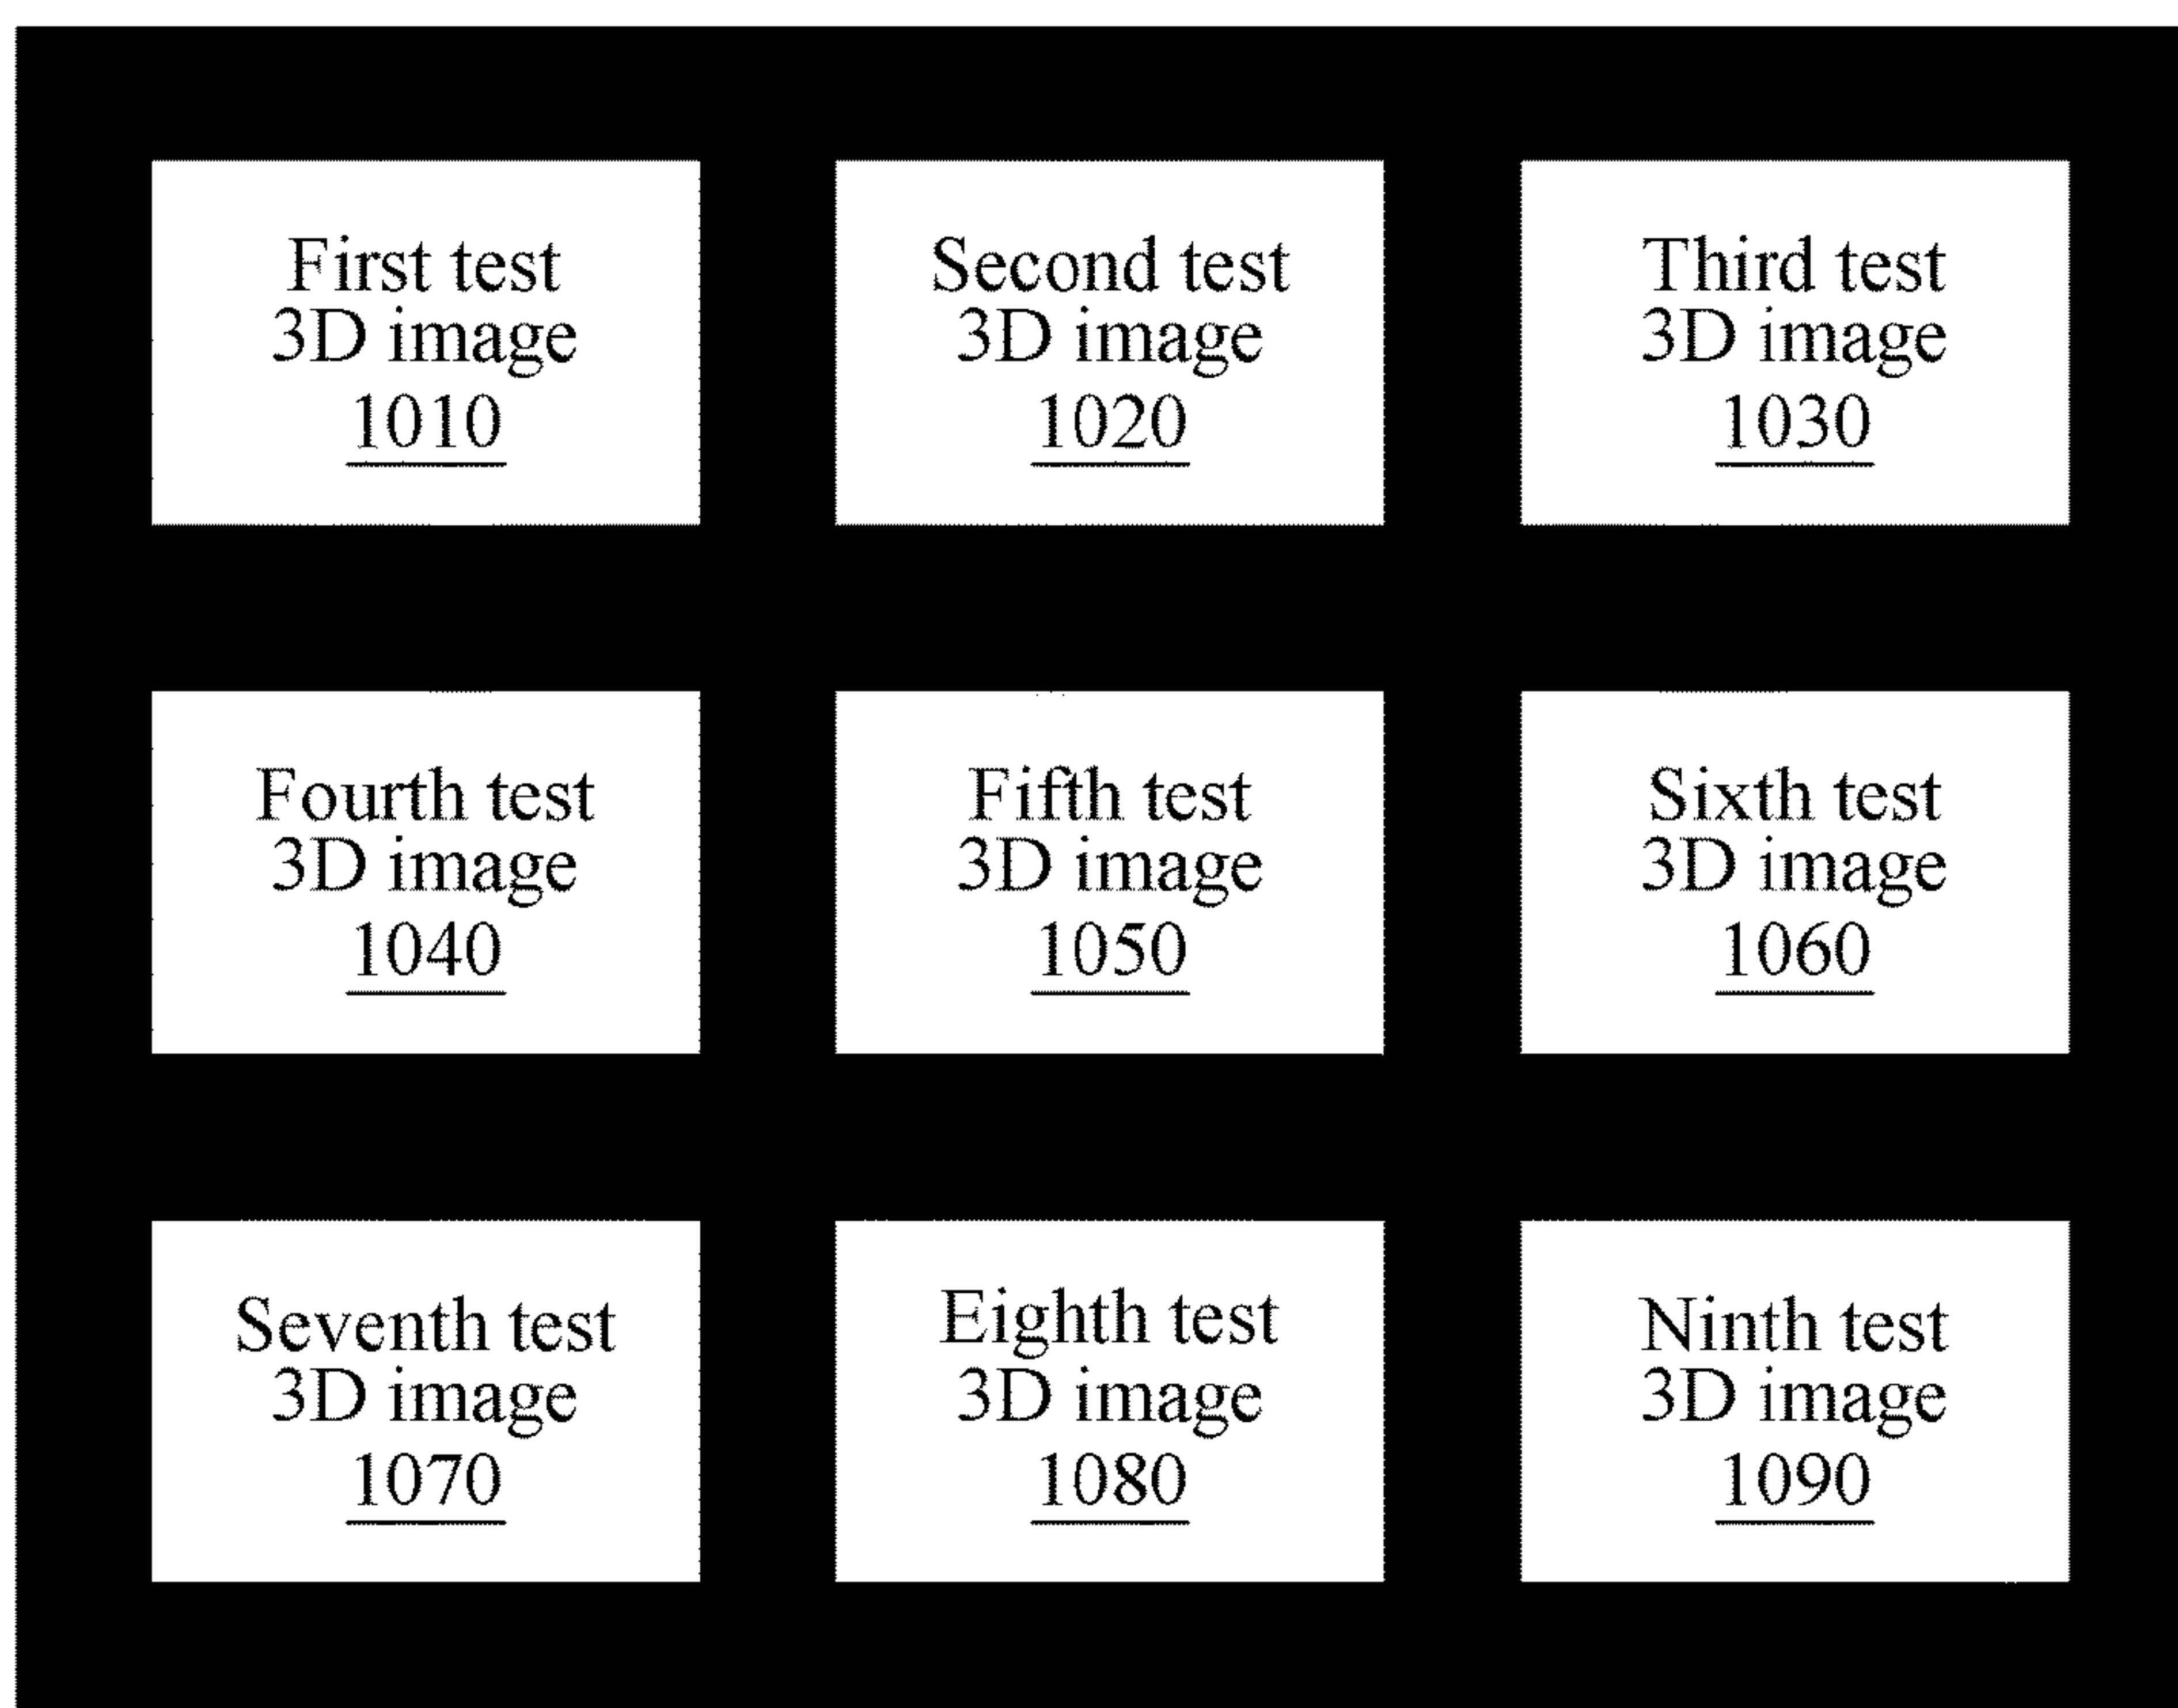 First test
3D image
1010
Second test
3D image
1020
Third test
3D image
1030
Fourth test
3D image
1040
Fifth test
3D image
1050
Sixth test
3D image
1060
Seventh test
3D image
1070
Eighth test
3D image
1080
Ninth test
3D image
1090